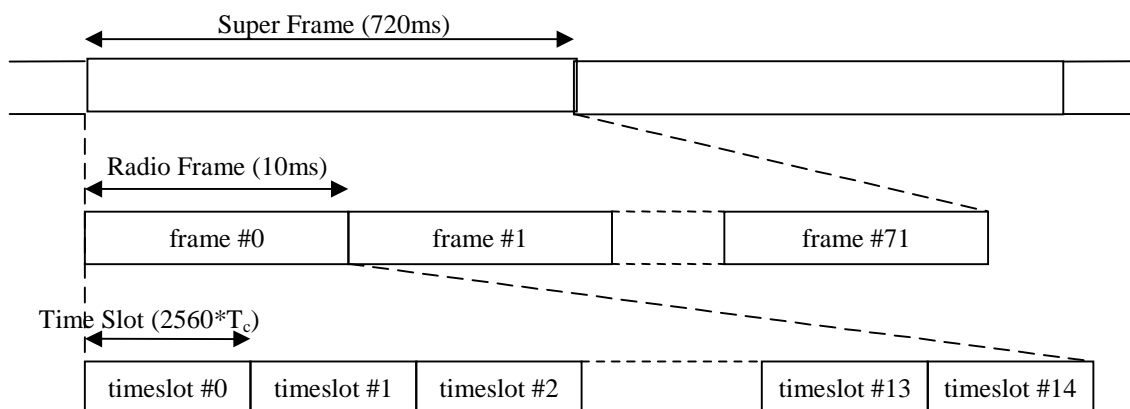 Super Frame (720ms)
Radio Frame (10ms)
frame #0 frame #1 frame #71
Time Slot (2560*Tc)
timeslot #0 timeslot #1 timeslot #2 timeslot #13 timeslot #14